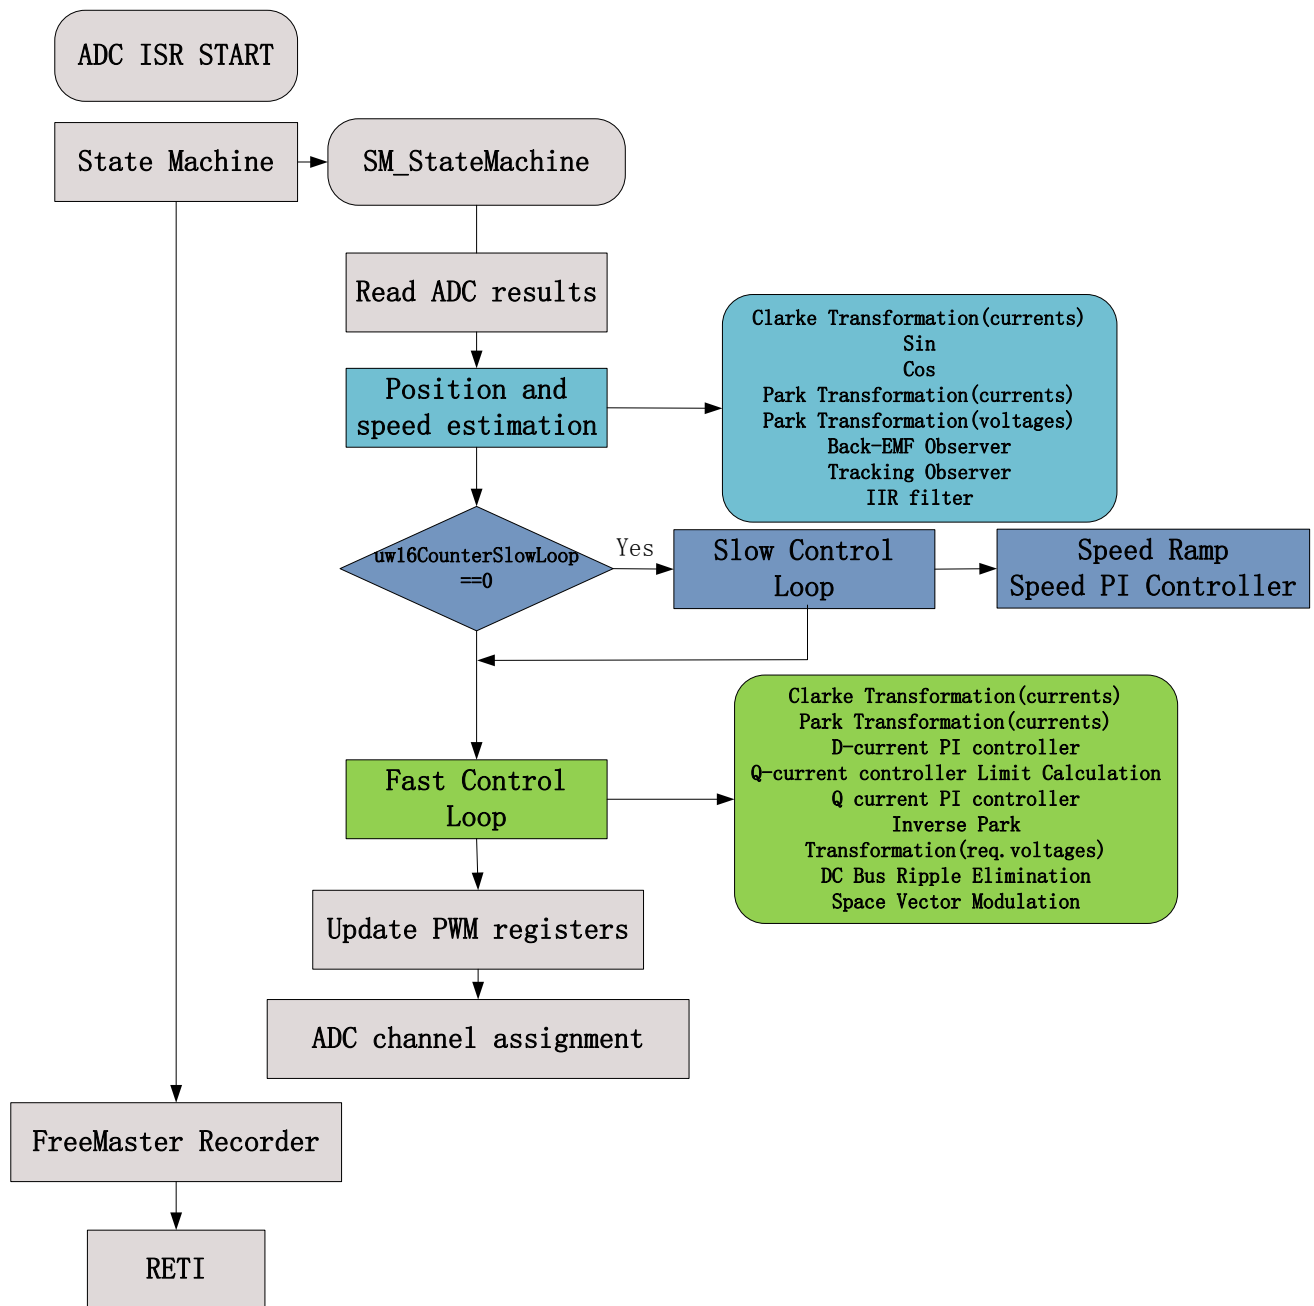 ADC ISR START
State Machine
SM_StateMachine
Read ADC results
Position and
speed estimation
Clarke Transformation(currents)
Sin
Cos
Park Transformation(currents)
Park Transformation(voltages)
Back-EMF Observer
Tracking Observer
IIR filter
uw16CounterSlowLoop
==0
Yes
Slow Control
Loop
Speed Ramp
Speed PI Controller
Fast Control
Loop
Clarke Transformation(currents)
Park Transformation(currents)
D-current PI controller
Q-current controller Limit Calculation
Q current PI controller
Inverse Park
Transformation(req.voltages)
DC Bus Ripple Elimination
Space Vector Modulation
Update PWM registers
ADC channel assignment
FreeMaster Recorder
RETI